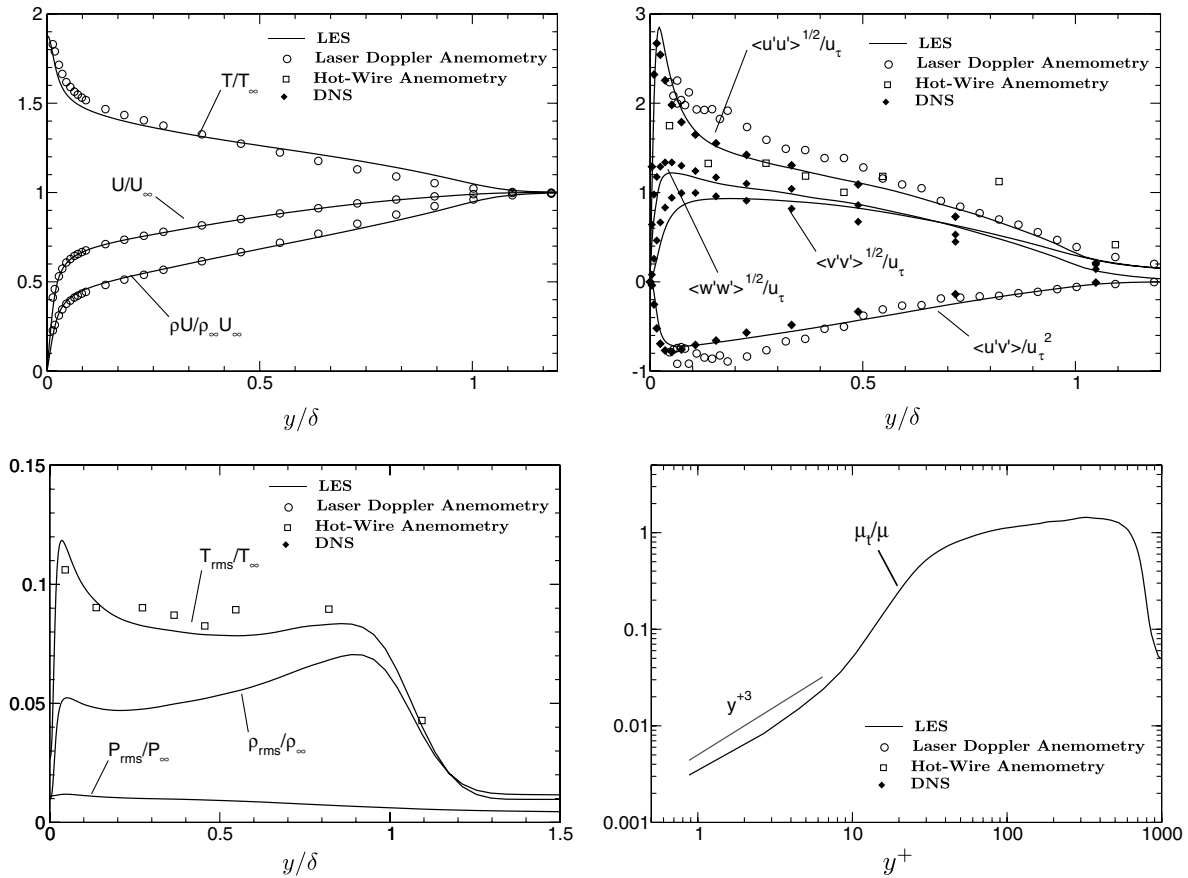 2
LES
Laser Doppler Anemometry
Hot-Wire Anemometry
DNS
T/T∞
1.5
1
U/U∞
0.5
ρU/ρ∞U∞
0
0 0.5 1
y/δ
3
<u'u'>^1/2/uτ
LES
Laser Doppler Anemometry
Hot-Wire Anemometry
DNS
2
1
<v'v'>^1/2/uτ
<w'w'>^1/2/uτ
0
<u'v'>/uτ^2
-1
0 0.5 1
y/δ
0.15
LES
Laser Doppler Anemometry
Hot-Wire Anemometry
DNS
Trms/T∞
0.1
0.05
ρrms/ρ∞
Prms/P∞
0
0 0.5 1 1.5
y/δ
μt/μ
1
0.1
y+3
0.01
LES
Laser Doppler Anemometry
Hot-Wire Anemometry
DNS
0.001
1 10 100 1000
y+